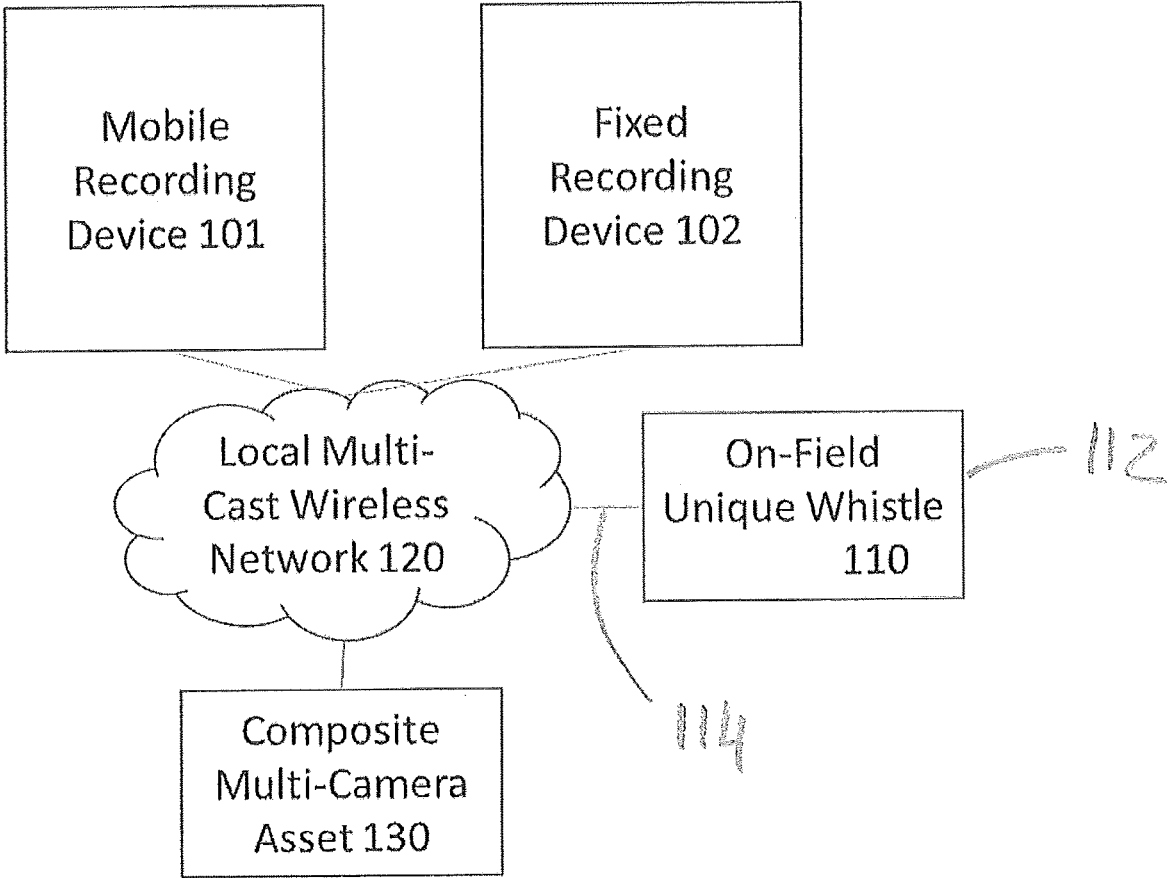 Mobile
Recording
Device 101
Fixed
Recording
Device 102
Local Multi-
Cast Wireless
Network 120
On-Field
Unique Whistle
110
112
114
Composite
Multi-Camera
Asset 130